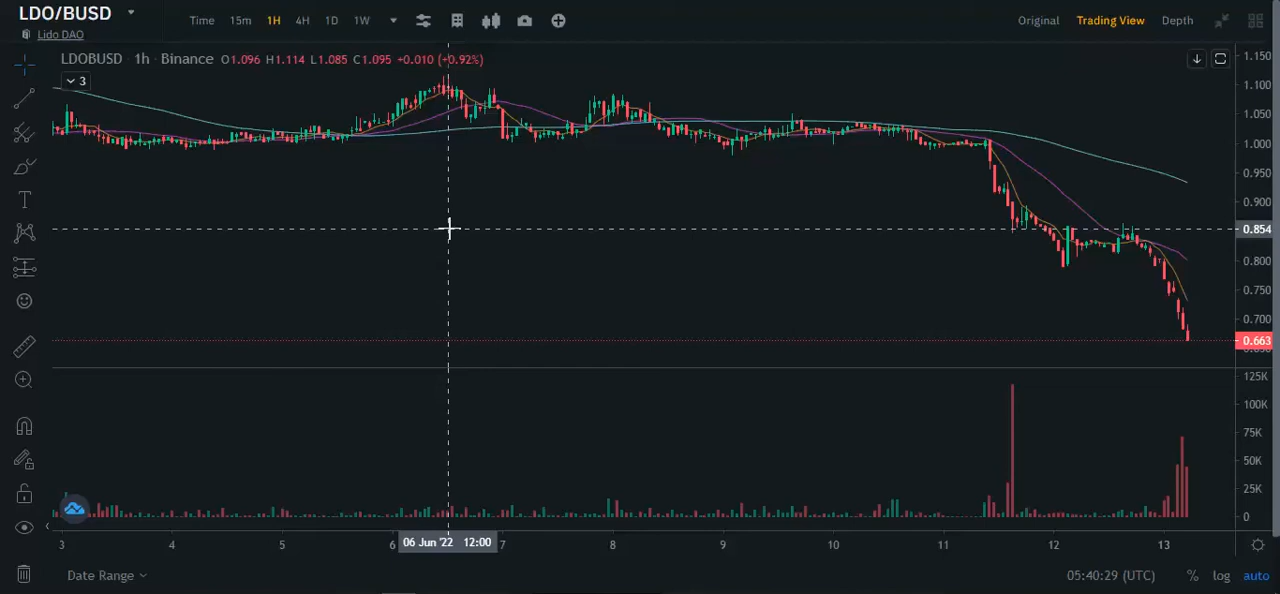 LDO/BUSD
Lido DAO
Time 15m 1H 4H 1D 1W
Original Trading View Depth
LDOBUSD 1h Binance O1.096 H1.114 L1.085 C1.095 +0.010 (+0.92%)
3
1.150
1.100
1.050
1.000
0.950
0.900
0.854
0.800
0.750
0.700
0.663
125K
100K
75K
50K
25K
0
3 4 5 6 06 Jun '22 12:00 7 8 9 10 11 12 13
Date Range 05:40:29 (UTC) % log auto